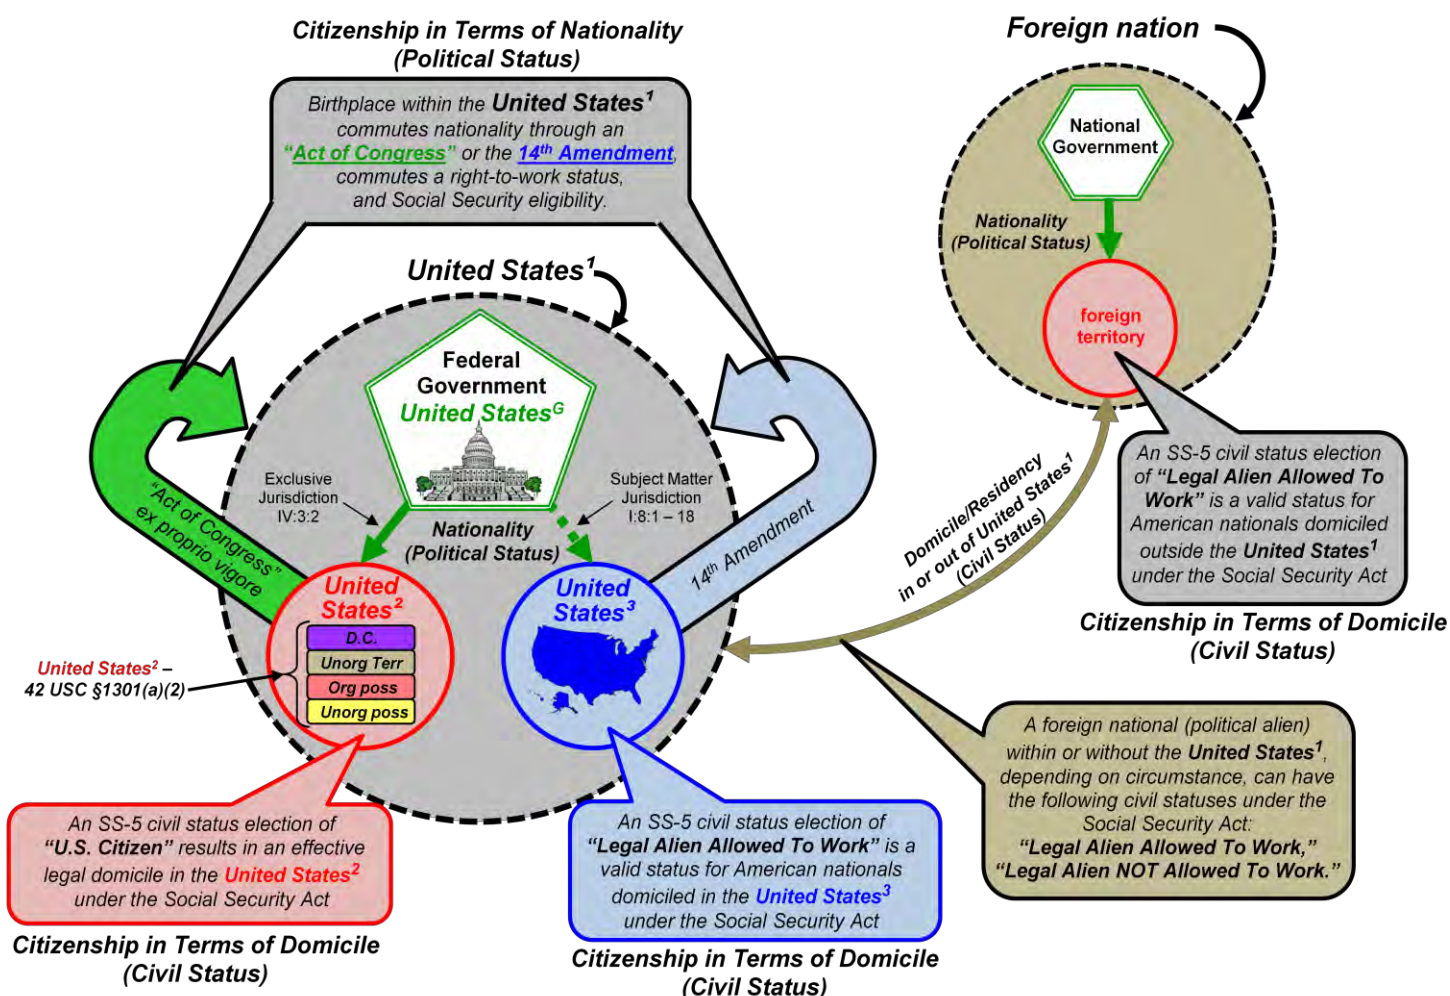 Citizenship in Terms of Nationality
(Political Status)
Birthplace within the United States¹
commutes nationality through an
“Act of Congress” or the 14th Amendment,
commutes a right-to-work status,
and Social Security eligibility.
Foreign nation
National
Government
Nationality
(Political Status)
foreign
territory
United States¹
Federal
Government
United Statesᴳ
Exclusive
Jurisdiction
IV:3:2
Subject Matter
Jurisdiction
I:8:1 – 18
Nationality
(Political Status)
“Act of Congress”
ex proprio vigore
14th Amendment
United
States²
D.C.
Unorg Terr
Org poss
Unorg poss
United States² –
42 USC §1301(a)(2)
United
States³
Domicile/Residency
in or out of United States¹
(Civil Status)
An SS-5 civil status election
of “Legal Alien Allowed To
Work” is a valid status for
American nationals domiciled
outside the United States¹
under the Social Security Act
Citizenship in Terms of Domicile
(Civil Status)
A foreign national (political alien)
within or without the United States¹,
depending on circumstance, can have
the following civil statuses under the
Social Security Act:
“Legal Alien Allowed To Work,”
“Legal Alien NOT Allowed To Work.”
An SS-5 civil status election of
“U.S. Citizen” results in an effective
legal domicile in the United States²
under the Social Security Act
Citizenship in Terms of Domicile
(Civil Status)
An SS-5 civil status election of
“Legal Alien Allowed To Work” is a
valid status for American nationals
domiciled in the United States³
under the Social Security Act
Citizenship in Terms of Domicile
(Civil Status)